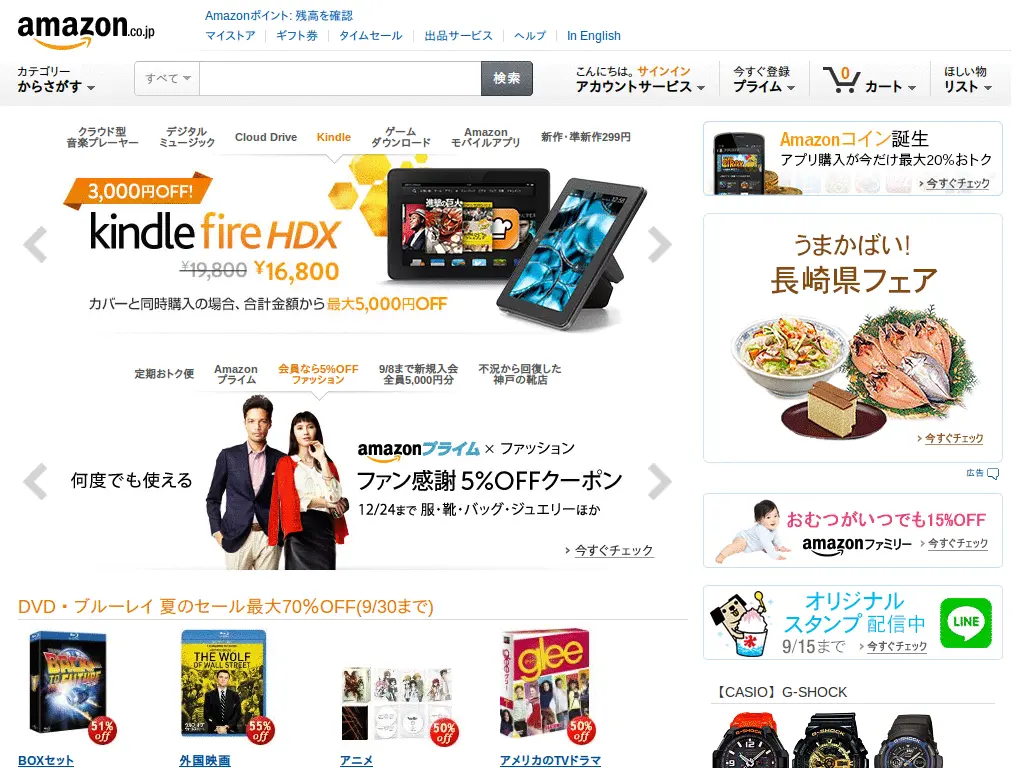 amazon.co.jp
Amazonポイント: 残高を確認
マイストア
ギフト券
タイムセール
出品サービス
ヘルプ
In English
カテゴリー
からさがす
すべて
検索
こんにちは。サインイン
アカウントサービス
今すぐ登録
プライム
0
カート
ほしい物
リスト
クラウド型
音楽プレーヤー
デジタル
ミュージック
Cloud Drive
Kindle
ゲーム
ダウンロード
Amazon
モバイルアプリ
新作・準新作299円
3,000円OFF!
kindle fire HDX
¥19,800 ¥16,800
カバーと同時購入の場合、合計金額から最大5,000円OFF
進撃の巨人
定期おトク便
Amazon
プライム
会員なら5%OFF
ファッション
9/8まで新規入会
全員5,000円分
不況から回復した
神戸の靴店
何度でも使える
amazonプライム × ファッション
ファン感謝 5%OFFクーポン
12/24まで 服・靴・バッグ・ジュエリーほか
今すぐチェック
DVD・ブルーレイ 夏のセール最大70%OFF(9/30まで)
BACK TO THE FUTURE
51%
off
BOXセット
THE WOLF
OF WALL STREET
55%
off
外国映画
50%
off
アニメ
glee
50%
off
アメリカのTVドラマ
Amazonコイン誕生
アプリ購入が今だけ最大20%おトク
今すぐチェック
うまかばい!
長崎県フェア
今すぐチェック
広告
おむつがいつでも15%OFF
amazonファミリー
今すぐチェック
オリジナル
スタンプ 配信中
9/15まで
今すぐチェック
LINE
【CASIO】G-SHOCK
G-SHOCK
G-SHOCK
G-SHOCK